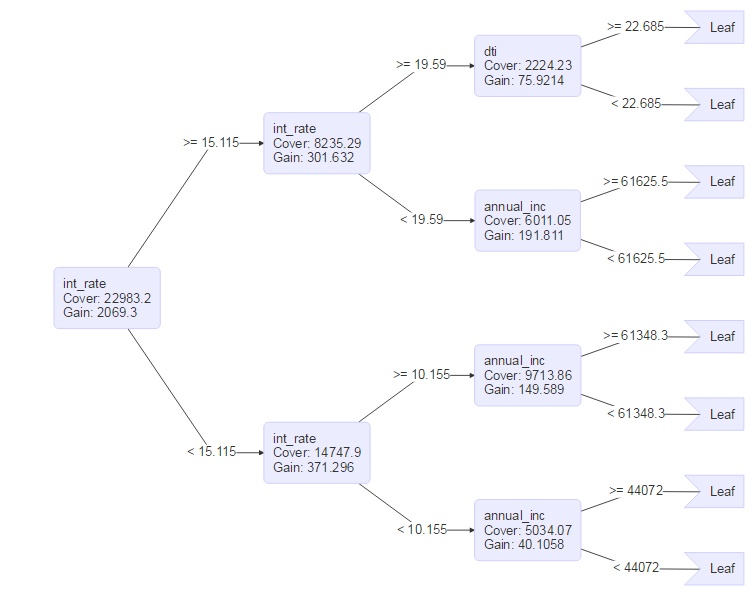 >= 22.685
Leaf
dti
Cover: 2224.23
Gain: 75.9214
>= 19.59
< 22.685
Leaf
int_rate
Cover: 8235.29
Gain: 301.632
>= 15.115
>= 61625.5
Leaf
annual_inc
Cover: 6011.05
Gain: 191.811
< 19.59
< 61625.5
Leaf
int_rate
Cover: 22983.2
Gain: 2069.3
>= 61348.3
Leaf
annual_inc
Cover: 9713.86
Gain: 149.589
>= 10.155
< 61348.3
Leaf
int_rate
Cover: 14747.9
Gain: 371.296
< 15.115
>= 44072
Leaf
annual_inc
Cover: 5034.07
Gain: 40.1058
< 10.155
< 44072
Leaf